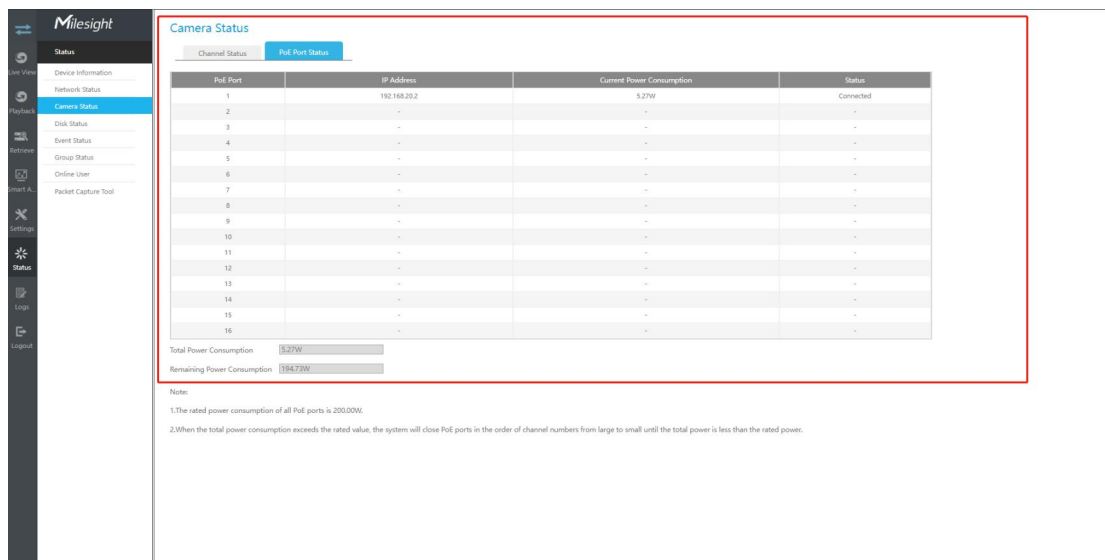 Milesight
Status
Device Information
Network Status
Camera Status
Disk Status
Event Status
Group Status
Online User
Packet Capture Tool
Live View
Playback
Retrieve
Smart A...
Settings
Status
Logs
Logout
Camera Status
Channel Status PoE Port Status
PoE Port IP Address Current Power Consumption Status
1 192.168.20.2 5.27W Connected
2 - - -
3 - - -
4 - - -
5 - - -
6 - - -
7 - - -
8 - - -
9 - - -
10 - - -
11 - - -
12 - - -
13 - - -
14 - - -
15 - - -
16 - - -
Total Power Consumption 5.27W
Remaining Power Consumption 194.73W
Note:
1.The rated power consumption of all PoE ports is 200.00W.
2.When the total power consumption exceeds the rated value, the system will close PoE ports in the order of channel numbers from large to small until the total power is less than the rated power.